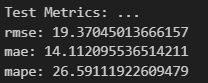 Test Metrics: ...
rmse: 19.37045013666157
mae: 14.112095536514211
mape: 26.59111922609479